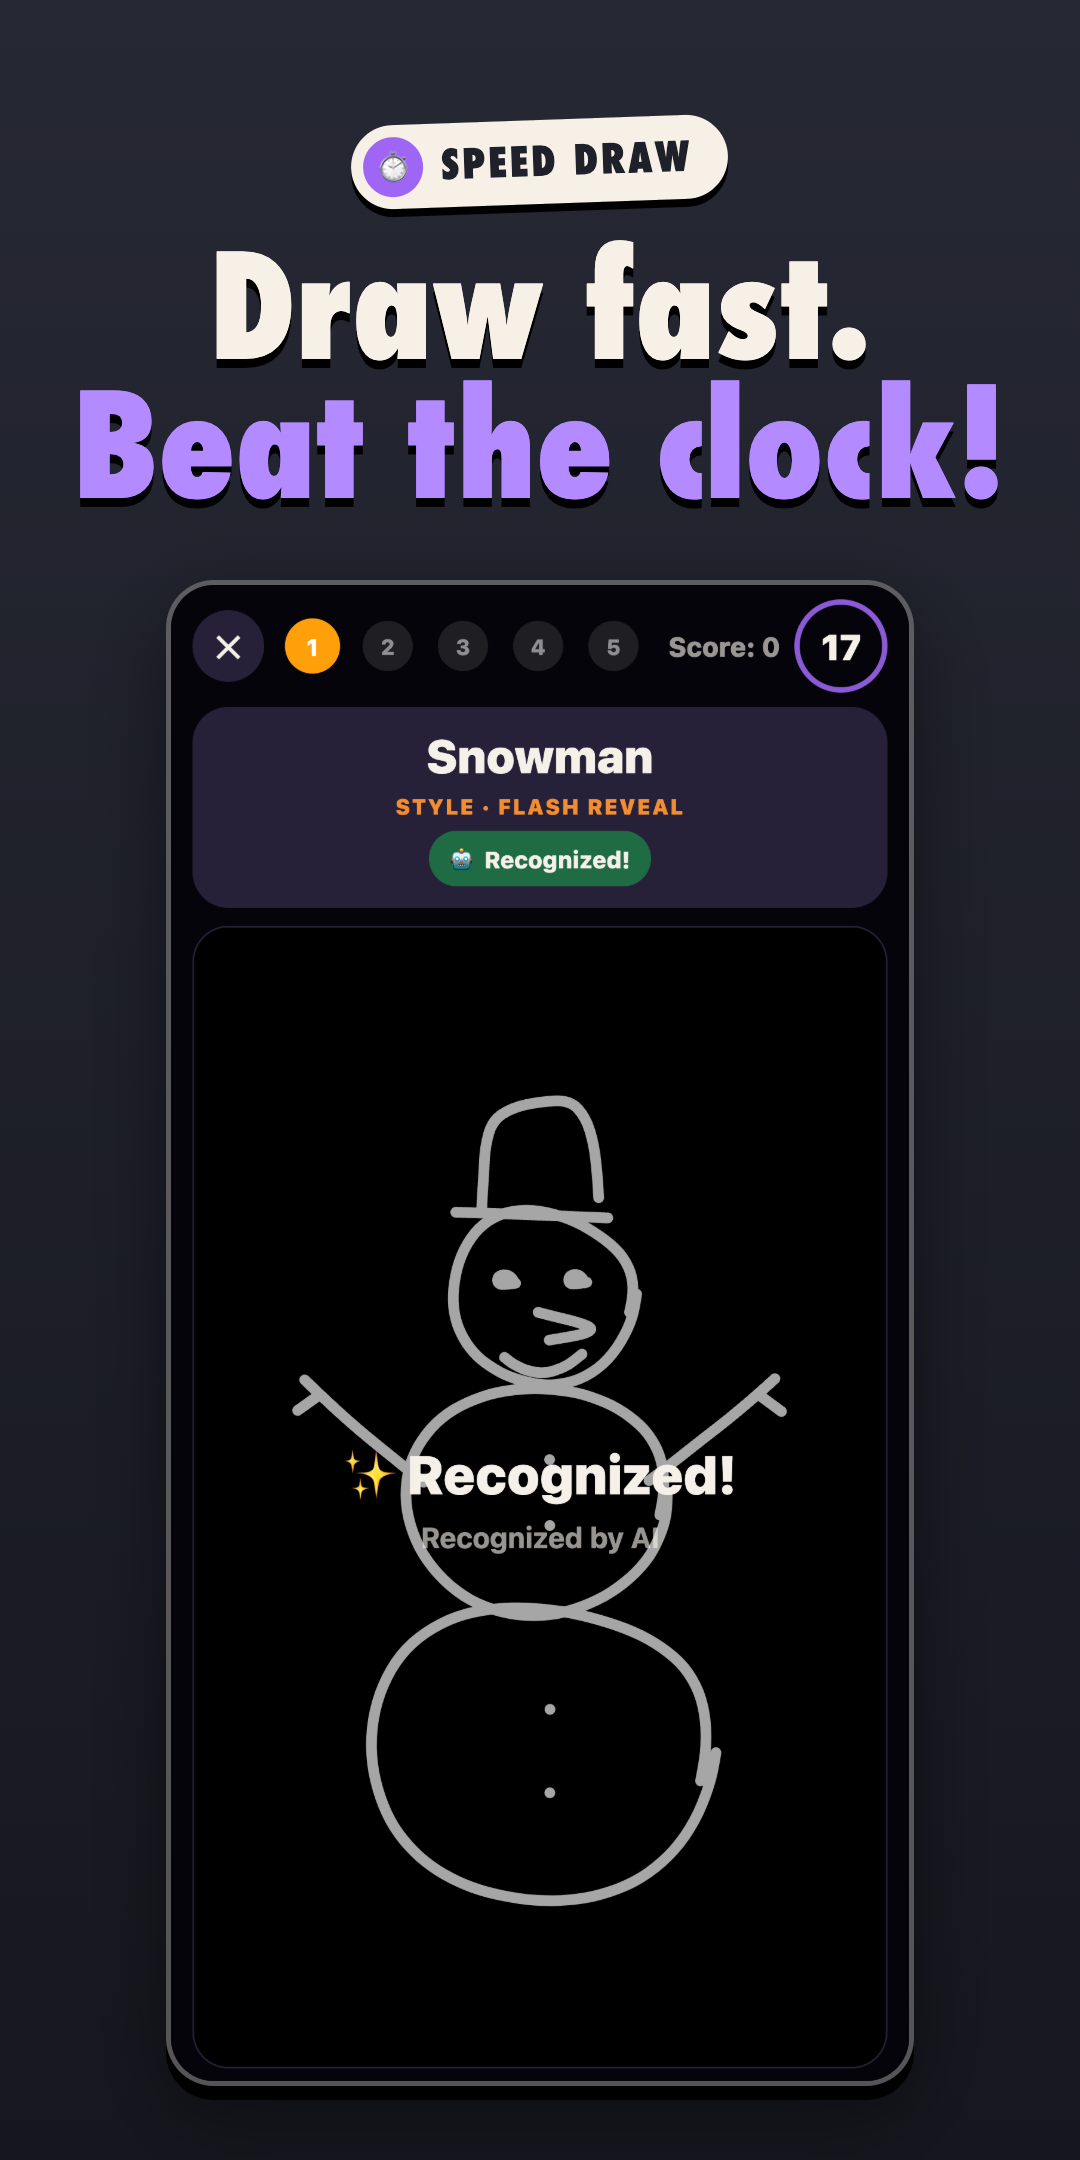 SPEED DRAW
Draw fast.
Beat the clock!
1 2 3 4 5 Score: 0 17
Snowman
STYLE · FLASH REVEAL
Recognized!
Recognized!
Recognized by AI